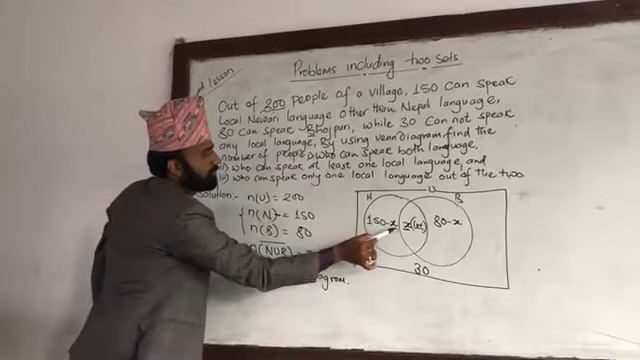 lesson
Problems including two sets
Out of 200 people of a village, 150 can speak
Local Newari language other than Nepali language,
80 can speak Bhojpuri, while 30 can not speak
any local language, By using venn diagram find the
number of people who can speak both language,
who can speak at least one local language, and
who can speak only one local language out of the two
Solution:- n(U) = 200
n(N) = 150
n(B) = 80
n(NUB) =
U
N B
150-x x(let) 80-x
30